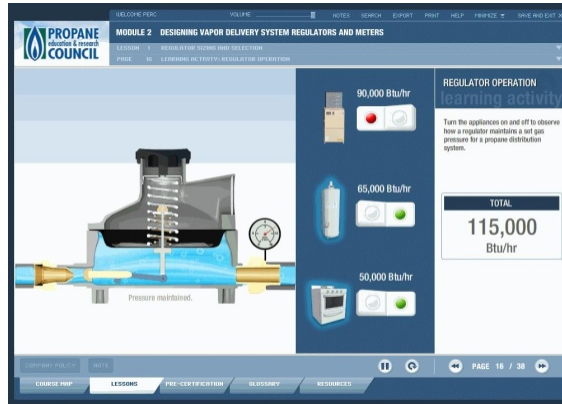 WELCOME PERC
VOLUME
NOTES SEARCH EXPORT PRINT HELP MINIMIZE SAVE AND EXIT X
PROPANE
education & research
COUNCIL
MODULE 2 DESIGNING VAPOR DELIVERY SYSTEM REGULATORS AND METERS
LESSON 1 REGULATOR SIZING AND SELECTION
PAGE 16 LEARNING ACTIVITY: REGULATOR OPERATION
90,000 Btu/hr
65,000 Btu/hr
50,000 Btu/hr
Pressure maintained.
REGULATOR OPERATION
learning activity
Turn the appliances on and off to observe
how a regulator maintains a set gas
pressure for a propane distribution
system.
TOTAL
115,000
Btu/hr
COMPANY POLICY NOTE
PAGE 16 / 38
COURSE MAP LESSONS PRE-CERTIFICATION GLOSSARY RESOURCES